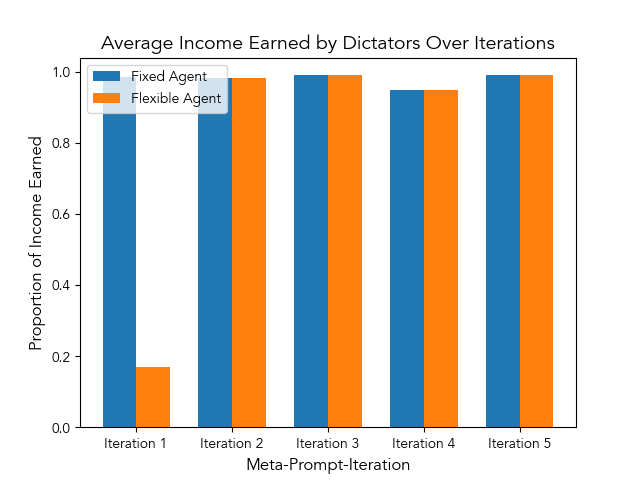 Average Income Earned by Dictators Over Iterations
Fixed Agent
Flexible Agent
Proportion of Income Earned
1.0
0.8
0.6
0.4
0.2
0.0
Iteration 1
Iteration 2
Iteration 3
Iteration 4
Iteration 5
Meta-Prompt-Iteration